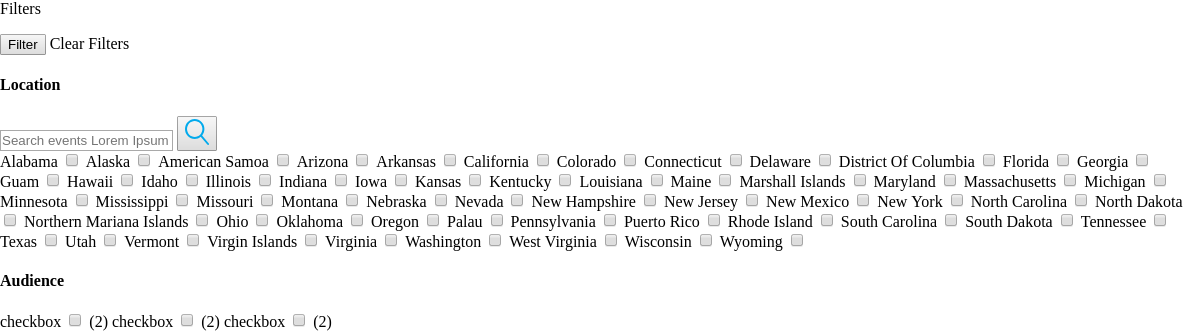 Filters
Filter Clear Filters
Location
Search events Lorem Ipsum
Alabama Alaska American Samoa Arizona Arkansas California Colorado Connecticut Delaware District Of Columbia Florida Georgia
Guam Hawaii Idaho Illinois Indiana Iowa Kansas Kentucky Louisiana Maine Marshall Islands Maryland Massachusetts Michigan
Minnesota Mississippi Missouri Montana Nebraska Nevada New Hampshire New Jersey New Mexico New York North Carolina North Dakota
Northern Mariana Islands Ohio Oklahoma Oregon Palau Pennsylvania Puerto Rico Rhode Island South Carolina South Dakota Tennessee
Texas Utah Vermont Virgin Islands Virginia Washington West Virginia Wisconsin Wyoming
Audience
checkbox (2) checkbox (2) checkbox (2)